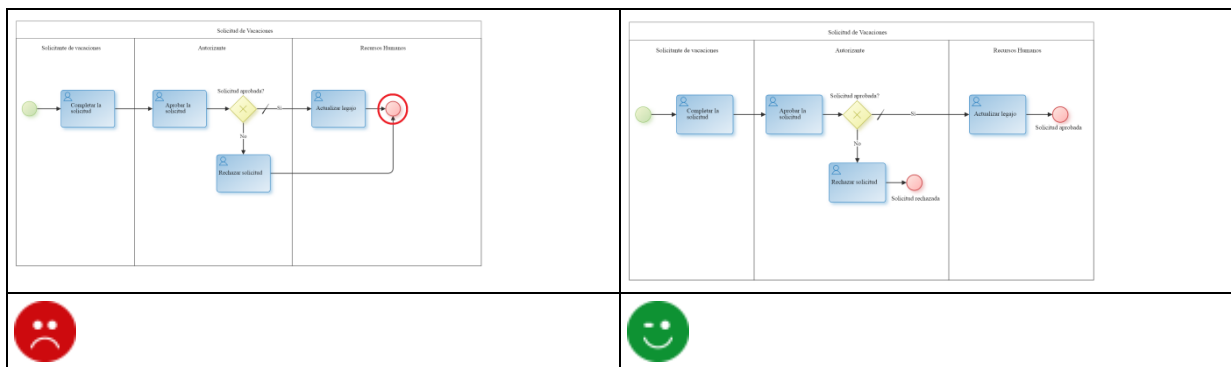 Solicitud de Vacaciones
Solicitante de vacaciones
Autorizante
Recursos Humanos
Completar la
solicitud
Aprobar la
solicitud
Solicitud aprobada?
Si
Actualizar legajo
No
Rechazar solicitud
Solicitud de Vacaciones
Solicitante de vacaciones
Autorizante
Recursos Humanos
Completar la
solicitud
Aprobar la
solicitud
Solicitud aprobada?
Si
Actualizar legajo
Solicitud aprobada
No
Rechazar solicitud
Solicitud rechazada